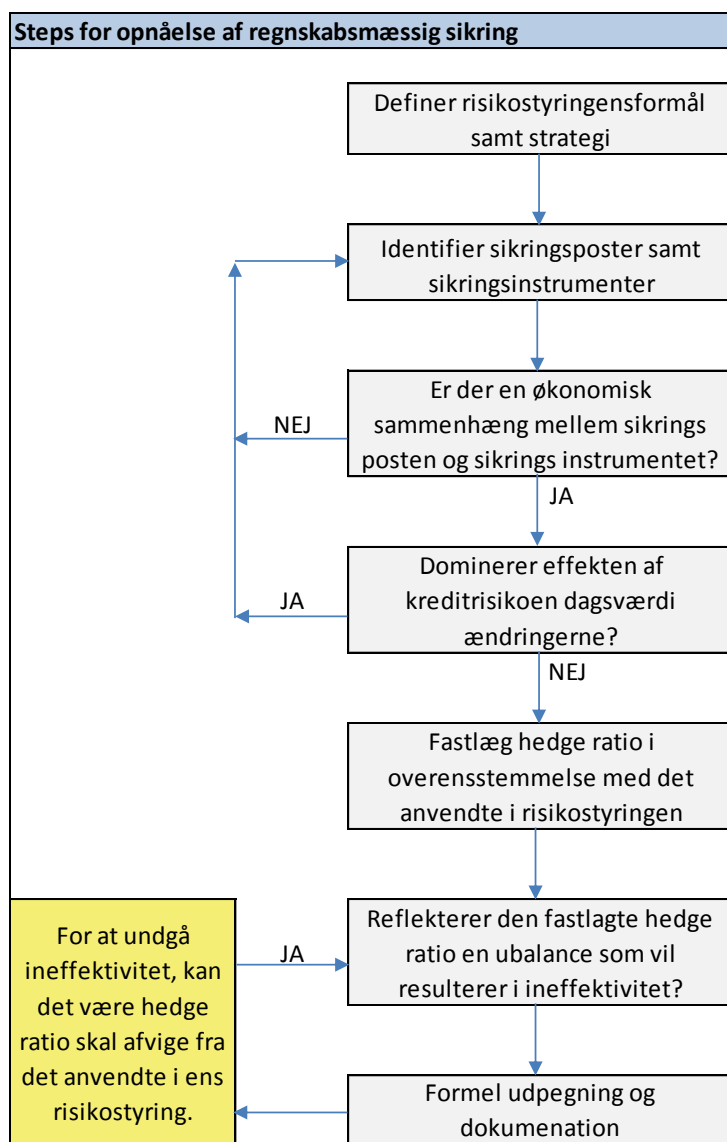 Steps for opnåelse af regnskabsmæssig sikring
Definer risikostyringensformål
samt strategi
Identifier sikringsposter samt
sikringsinstrumenter
Er der en økonomisk
sammenhæng mellem sikrings
posten og sikrings instrumentet?
NEJ
JA
Dominerer effekten af
kreditrisikoen dagsværdi
ændringerne?
JA
NEJ
Fastlæg hedge ratio i
overensstemmelse med det
anvendte i risikostyringen
Reflekterer den fastlagte hedge
ratio en ubalance som vil
resulterer i ineffektivitet?
JA
For at undgå
ineffektivitet, kan
det være hedge
ratio skal afvige fra
det anvendte i ens
risikostyring.
Formel udpegning og
dokumenation